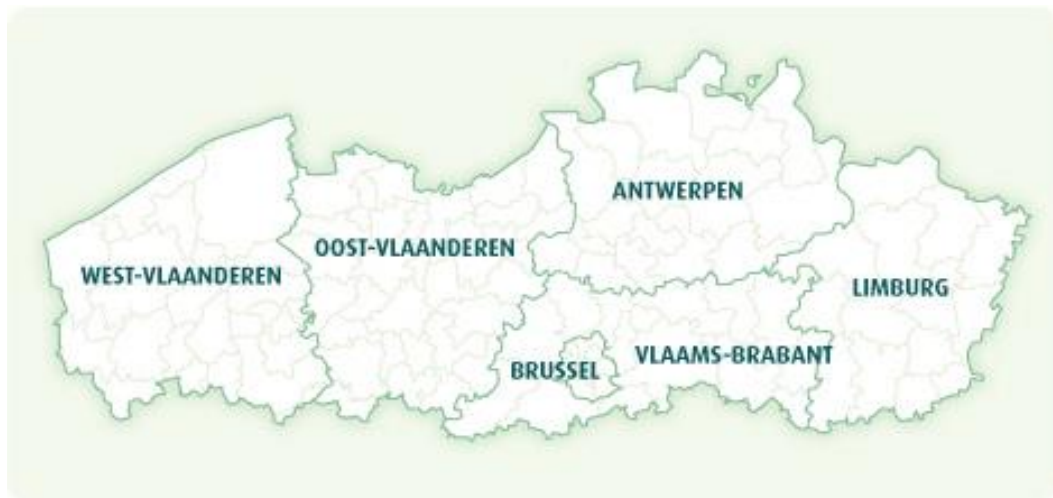 ANTWERPEN
OOST-VLAANDEREN
WEST-VLAANDEREN
LIMBURG
VLAAMS-BRABANT
BRUSSEL